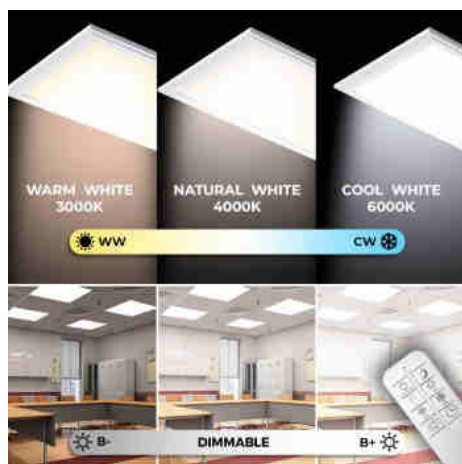 WARM WHITE
3000K
NATURAL WHITE
4000K
COOL WHITE
6000K
WW
CW
B-
DIMMABLE
B+